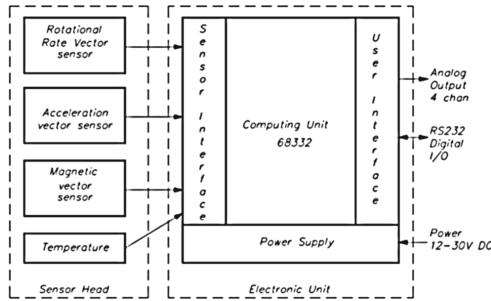 Rotational
Rate Vector
sensor
Acceleration
vector sensor
Magnetic
vector
sensor
Temperature
Sensor Head
Sensor Interface
Computing Unit
68332
User Interface
Power Supply
Electronic Unit
Analog
Output
4 chan
RS232
Digital
I/O
Power
12-30V DC